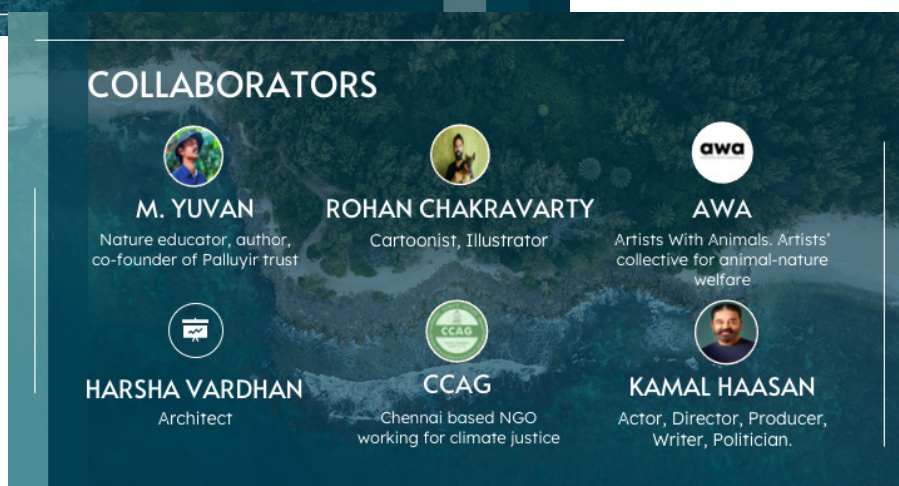 COLLABORATORS
M. YUVAN
Nature educator, author,
co-founder of Palluyir trust
ROHAN CHAKRAVARTY
Cartoonist, Illustrator
awa
AWA
Artists With Animals. Artists'
collective for animal-nature
welfare
HARSHA VARDHAN
Architect
CCAG
CCAG
Chennai based NGO
working for climate justice
KAMAL HAASAN
Actor, Director, Producer,
Writer, Politician.